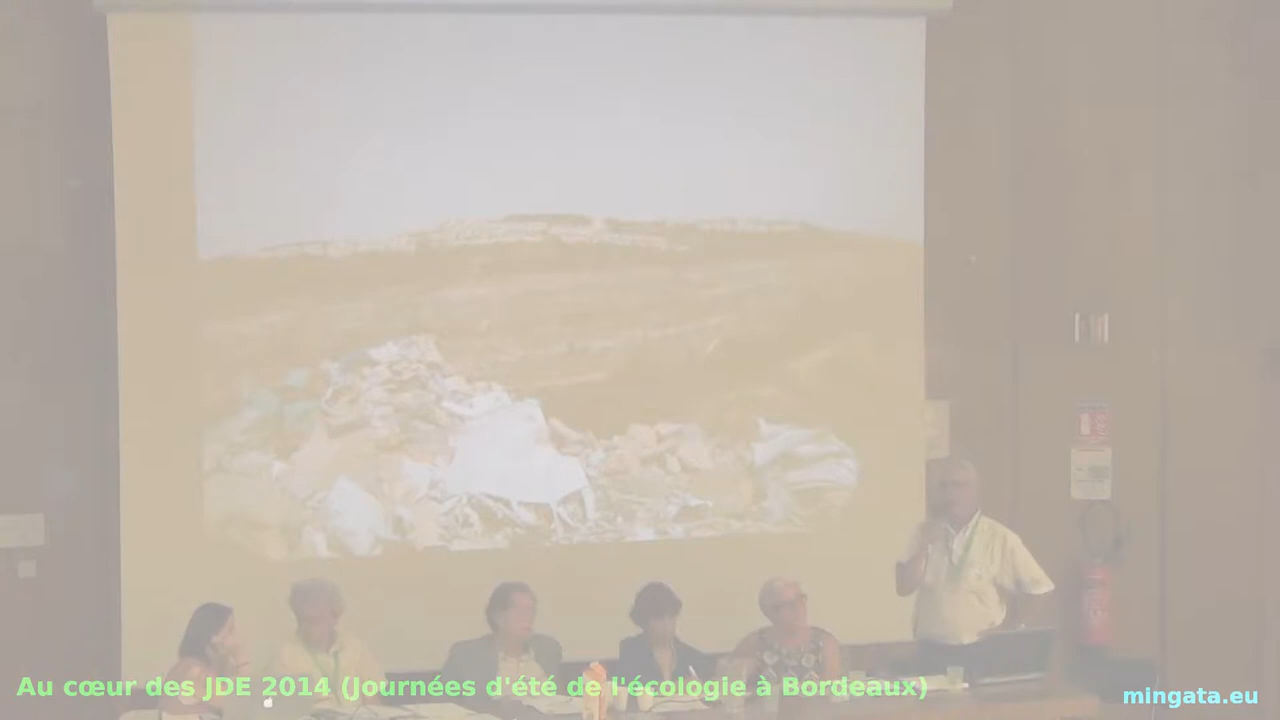 Au cœur des JDE 2014 (Journées d'été de l'écologie à Bordeaux)
mingata.eu